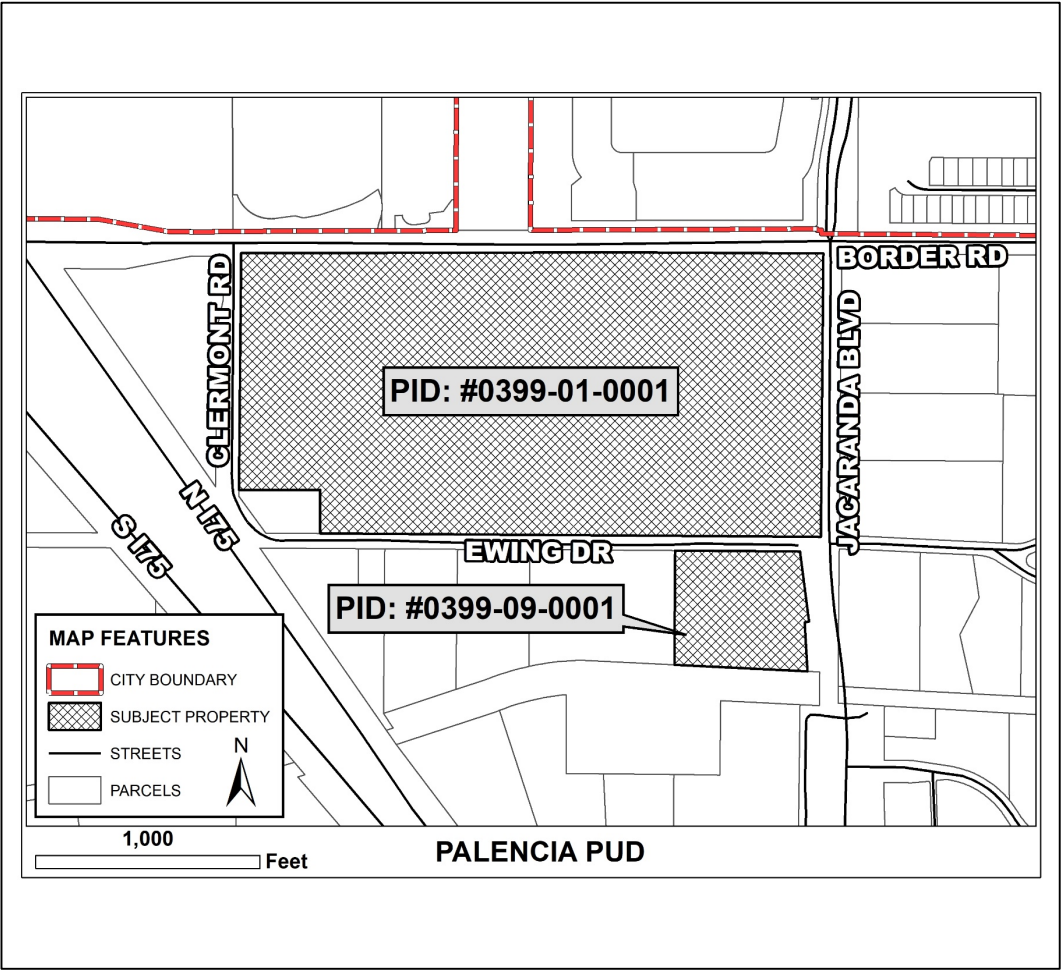 BORDER RD
CLERMONT RD
JACARANDA BLVD
PID: #0399-01-0001
N I75
S I75
EWING DR
PID: #0399-09-0001
MAP FEATURES
CITY BOUNDARY
SUBJECT PROPERTY
STREETS
N
PARCELS
1,000
Feet
PALENCIA PUD